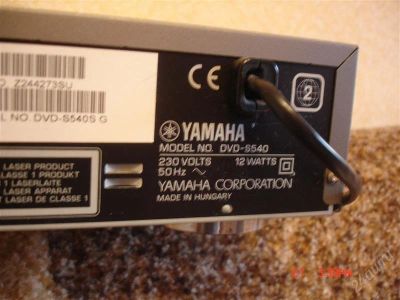 Z244273SU
NO. DVD-S540S G
CE
2
YAMAHA
MODEL NO. DVD-S540
230 VOLTS 12 WATTS
50Hz
YAMAHA CORPORATION
MADE IN HUNGARY
LASER PRODUCT
CLASSE 1 PRODUKT
1 LASERLAITE
LASER APPARAT
LASER DE CLASSE 1